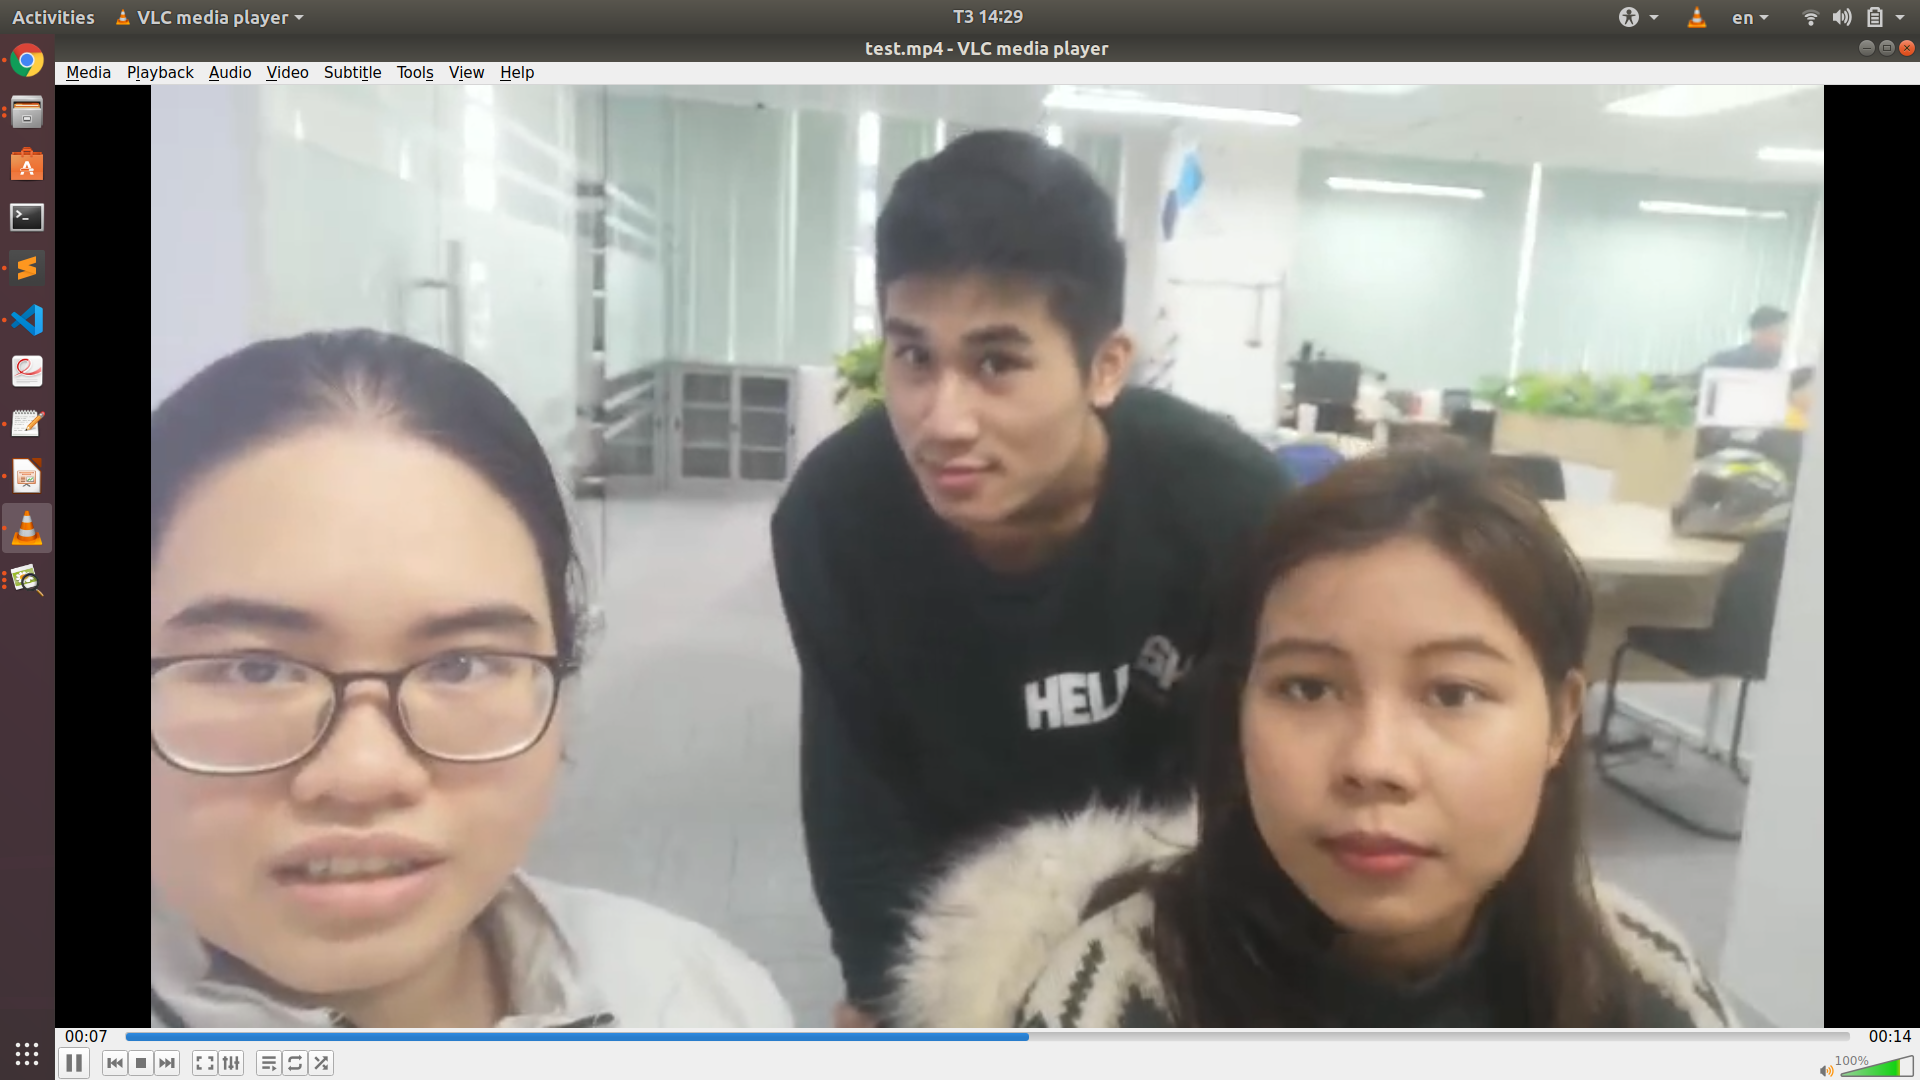 Activities VLC media player T3 14:29 en
test.mp4 - VLC media player
Media Playback Audio Video Subtitle Tools View Help
HELL
00:07 00:14
100%